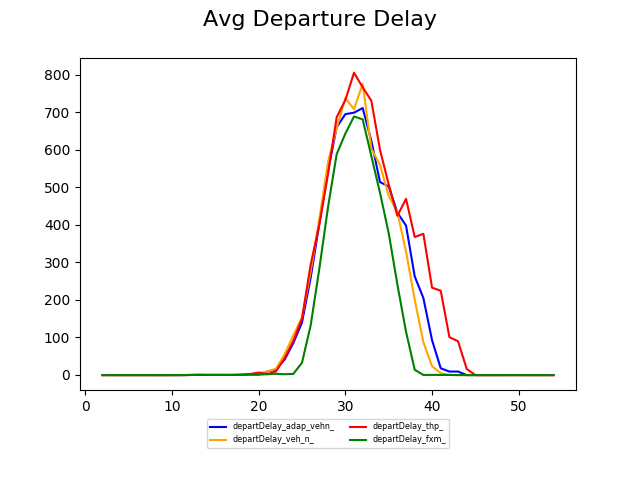 Avg Departure Delay
800
700
600
500
400
300
200
100
0
0 10 20 30 40 50
departDelay_adap_vehn_ departDelay_thp_
departDelay_veh_n_ departDelay_fxm_